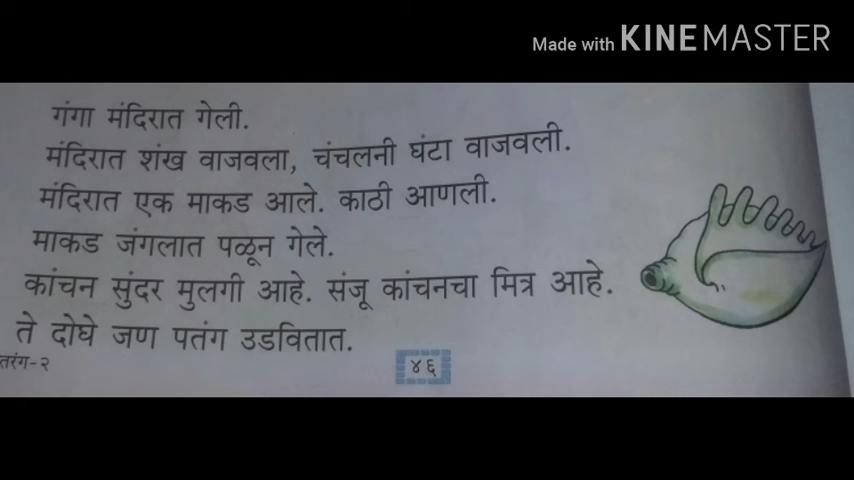 Made with KINEMASTER
गंगा मंदिरात गेली.
मंदिरात शंख वाजवला, चंचलनी घंटा वाजवली.
मंदिरात एक माकड आले. काठी आणली.
माकड जंगलात पळून गेले.
कांचन सुंदर मुलगी आहे. संजू कांचनचा मित्र आहे.
ते दोघे जण पतंग उडवितात.
तरंग-२
४६